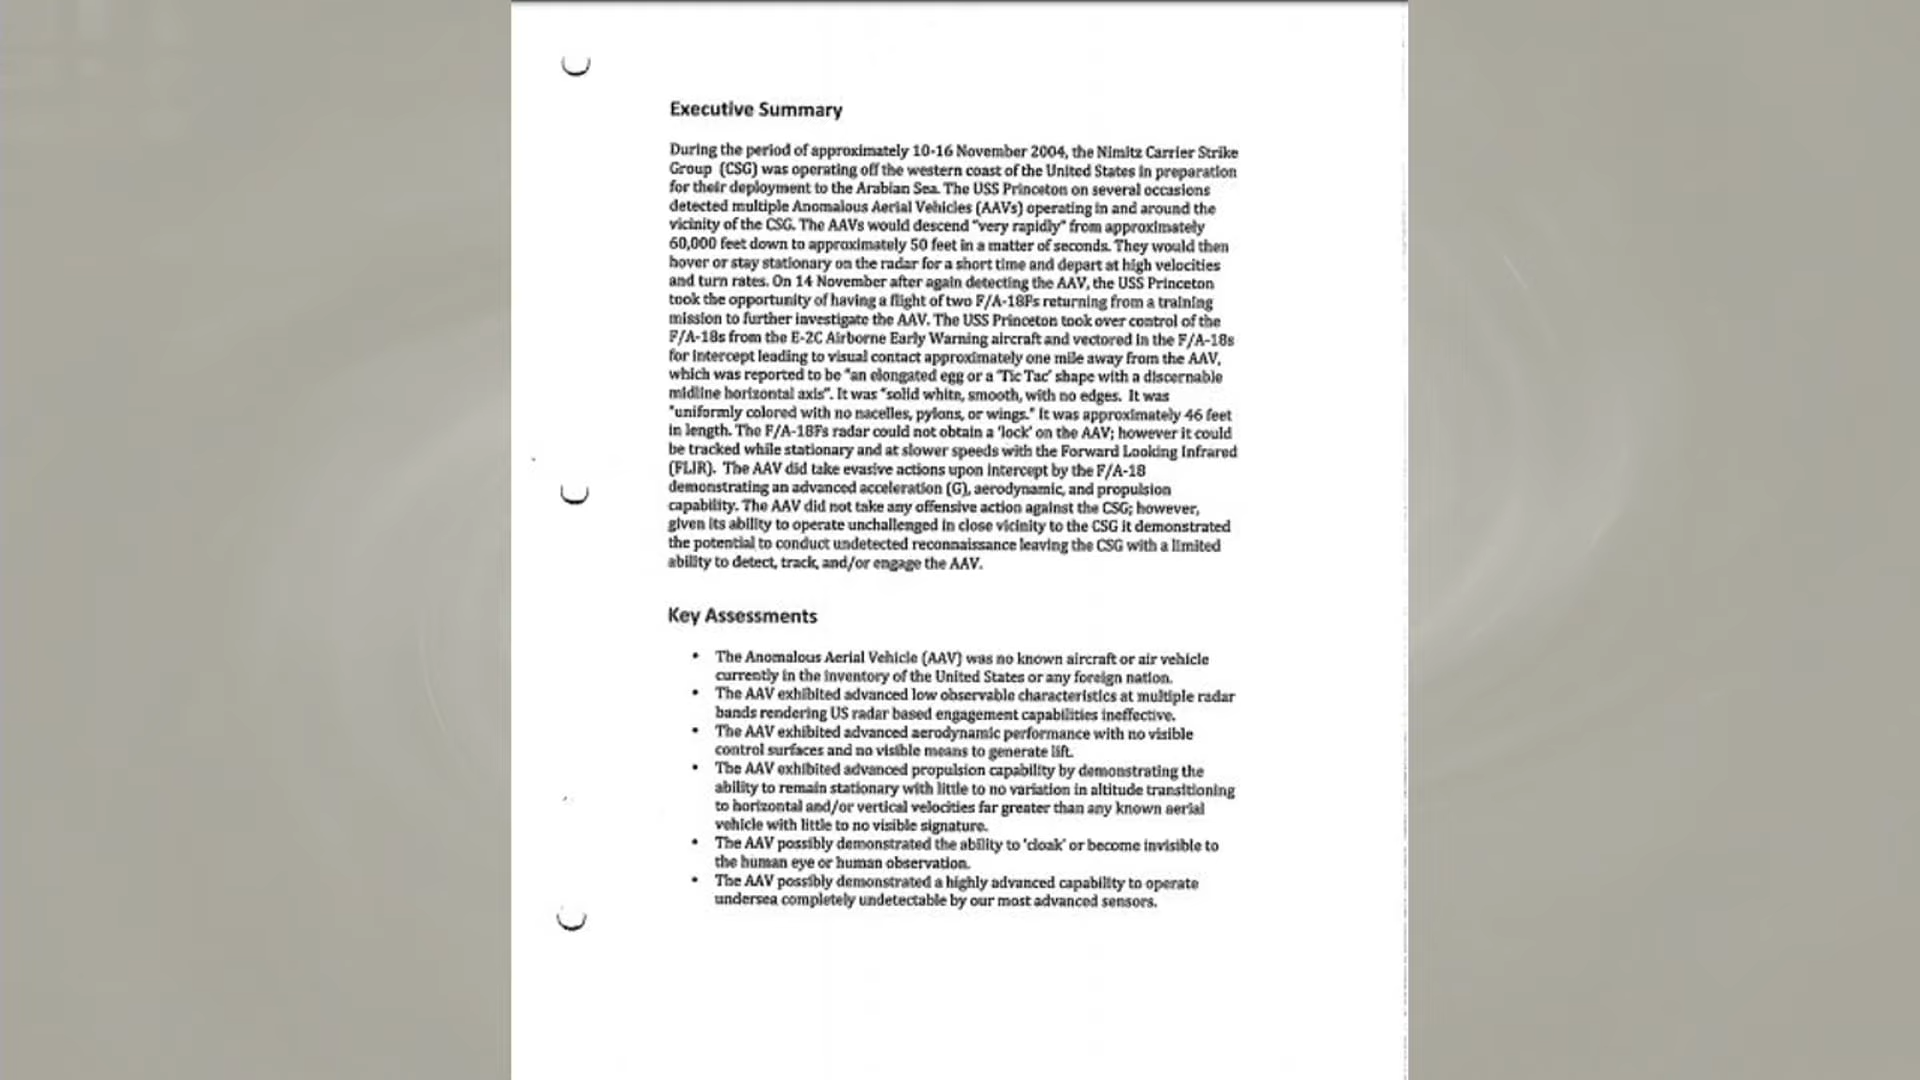 Executive Summary
During the period of approximately 10-16 November 2004, the Nimitz Carrier Strike
Group (CSG) was operating off the western coast of the United States in preparation
for their deployment to the Arabian Sea. The USS Princeton on several occasions
detected multiple Anomalous Aerial Vehicles (AAVs) operating in and around the
vicinity of the CSG. The AAVs would descend "very rapidly" from approximately
60,000 feet down to approximately 50 feet in a matter of seconds. They would then
hover or stay stationary on the radar for a short time and depart at high velocities
and turn rates. On 14 November after again detecting the AAV, the USS Princeton
took the opportunity of having a flight of two F/A-18Fs returning from a training
mission to further investigate the AAV. The USS Princeton took over control of the
F/A-18s from the E-2C Airborne Early Warning aircraft and vectored in the F/A-18s
for intercept leading to visual contact approximately one mile away from the AAV,
which was reported to be "an elongated egg or a 'Tic Tac' shape with a discernable
midline horizontal axis". It was "solid white, smooth, with no edges. It was
"uniformly colored with no nacelles, pylons, or wings." It was approximately 46 feet
in length. The F/A-18Fs radar could not obtain a 'lock' on the AAV; however it could
be tracked while stationary and at slower speeds with the Forward Looking Infrared
(FLIR). The AAV did take evasive actions upon intercept by the F/A-18
demonstrating an advanced acceleration (G), aerodynamic, and propulsion
capability. The AAV did not take any offensive action against the CSG; however,
given its ability to operate unchallenged in close vicinity to the CSG it demonstrated
the potential to conduct undetected reconnaissance leaving the CSG with a limited
ability to detect, track, and/or engage the AAV.
Key Assessments
• The Anomalous Aerial Vehicle (AAV) was no known aircraft or air vehicle
currently in the inventory of the United States or any foreign nation.
• The AAV exhibited advanced low observable characteristics at multiple radar
bands rendering US radar based engagement capabilities ineffective.
• The AAV exhibited advanced aerodynamic performance with no visible
control surfaces and no visible means to generate lift.
• The AAV exhibited advanced propulsion capability by demonstrating the
ability to remain stationary with little to no variation in altitude transitioning
to horizontal and/or vertical velocities far greater than any known aerial
vehicle with little to no visible signature.
• The AAV possibly demonstrated the ability to 'cloak' or become invisible to
the human eye or human observation.
• The AAV possibly demonstrated a highly advanced capability to operate
undersea completely undetectable by our most advanced sensors.